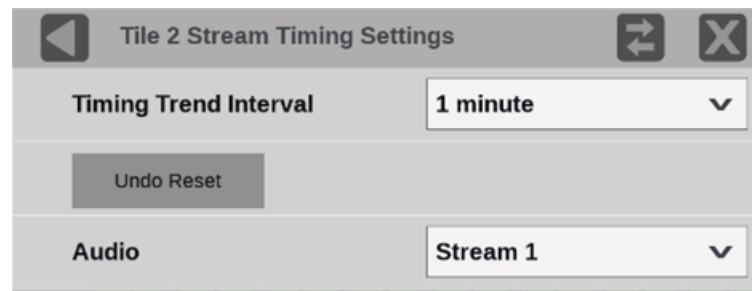 Tile 2 Stream Timing Settings
Timing Trend Interval 1 minute
Undo Reset
Audio Stream 1